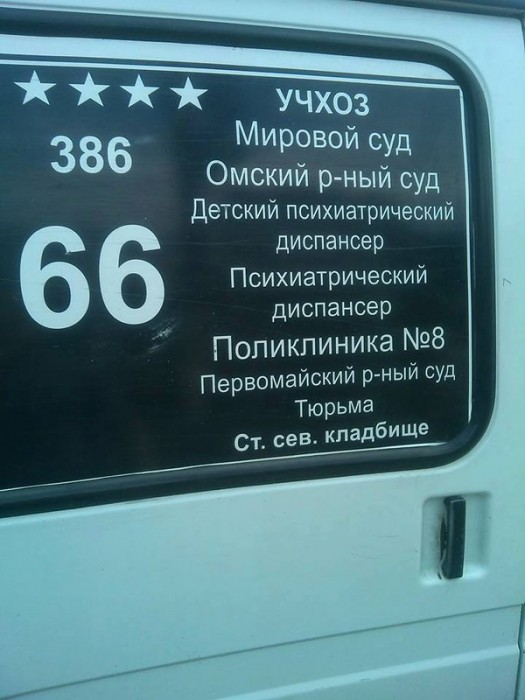 ★★★★
386
66
УЧХОЗ
Мировой суд
Омский р-ный суд
Детский психиатрический
диспансер
Психиатрический
диспансер
Поликлиника №8
Первомайский р-ный суд
Тюрьма
Ст. сев. кладбище